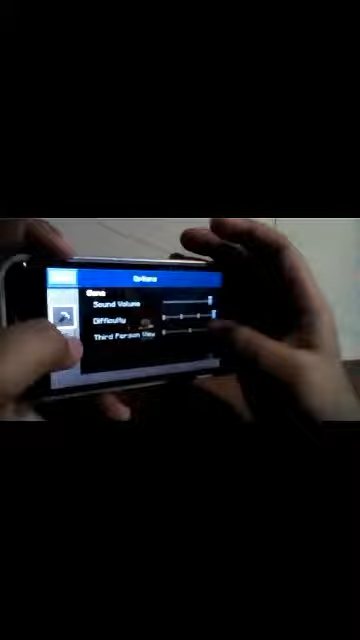 Options
Game
Sound Volume
Difficulty
Third Person View